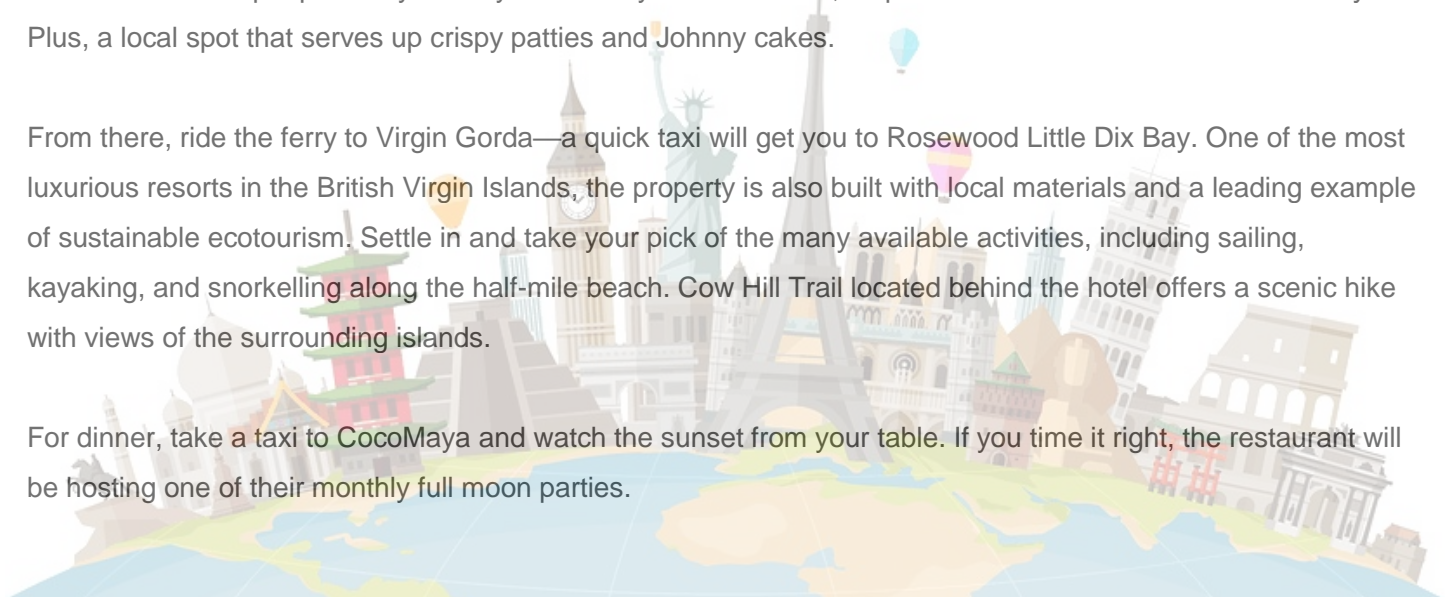 Plus, a local spot that serves up crispy patties and Johnny cakes.
From there, ride the ferry to Virgin Gorda—a quick taxi will get you to Rosewood Little Dix Bay. One of the most
luxurious resorts in the British Virgin Islands, the property is also built with local materials and a leading example
of sustainable ecotourism. Settle in and take your pick of the many available activities, including sailing,
kayaking, and snorkelling along the half-mile beach. Cow Hill Trail located behind the hotel offers a scenic hike
with views of the surrounding islands.
For dinner, take a taxi to CocoMaya and watch the sunset from your table. If you time it right, the restaurant will
be hosting one of their monthly full moon parties.